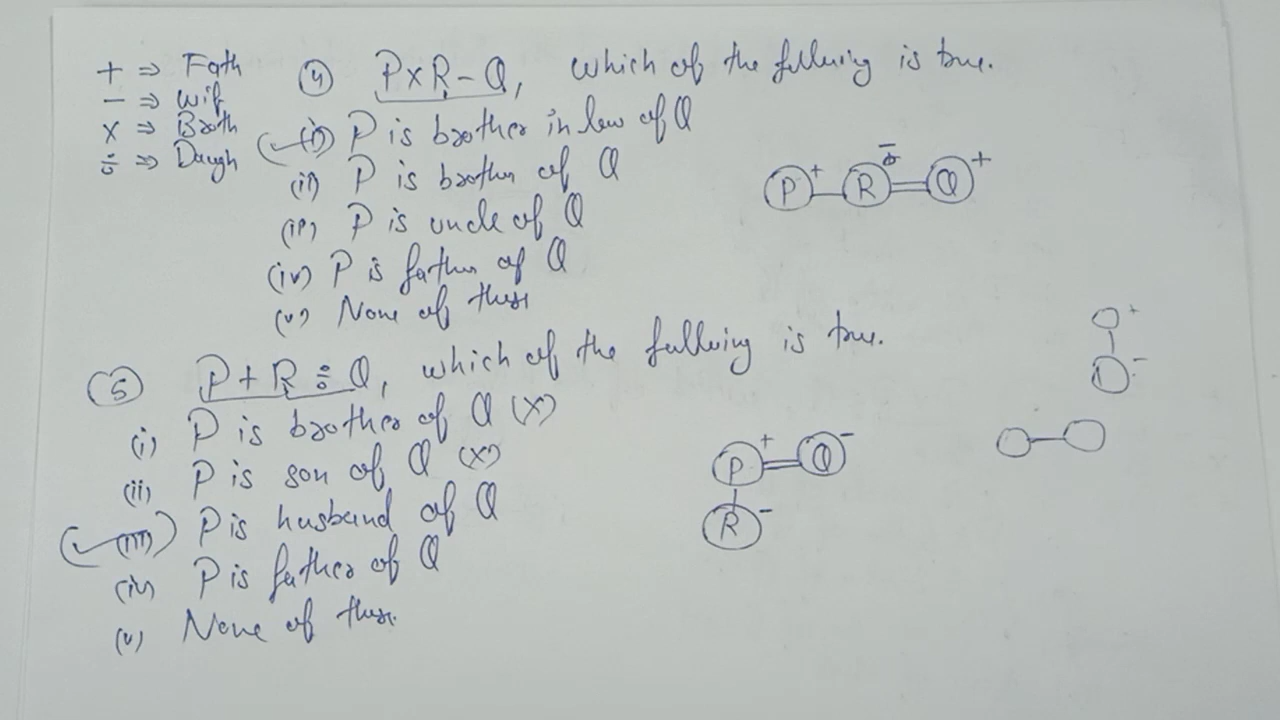 + ⇒ Fath
− ⇒ Wif
× ⇒ Broth
÷ ⇒ Daugh
(4) P×R−Q, which of the following is true.
(i) P is brother in law of Q
(ii) P is brother of Q
(iii) P is uncle of Q
(iv) P is father of Q
(v) None of these
P + R − Q +
(5) P + R ÷ Q, which of the following is true.
(i) P is brother of Q (×)
(ii) P is son of Q (×)
(iii) P is husband of Q
(iv) P is father of Q
(v) None of these.
P + Q −
R −
+
−